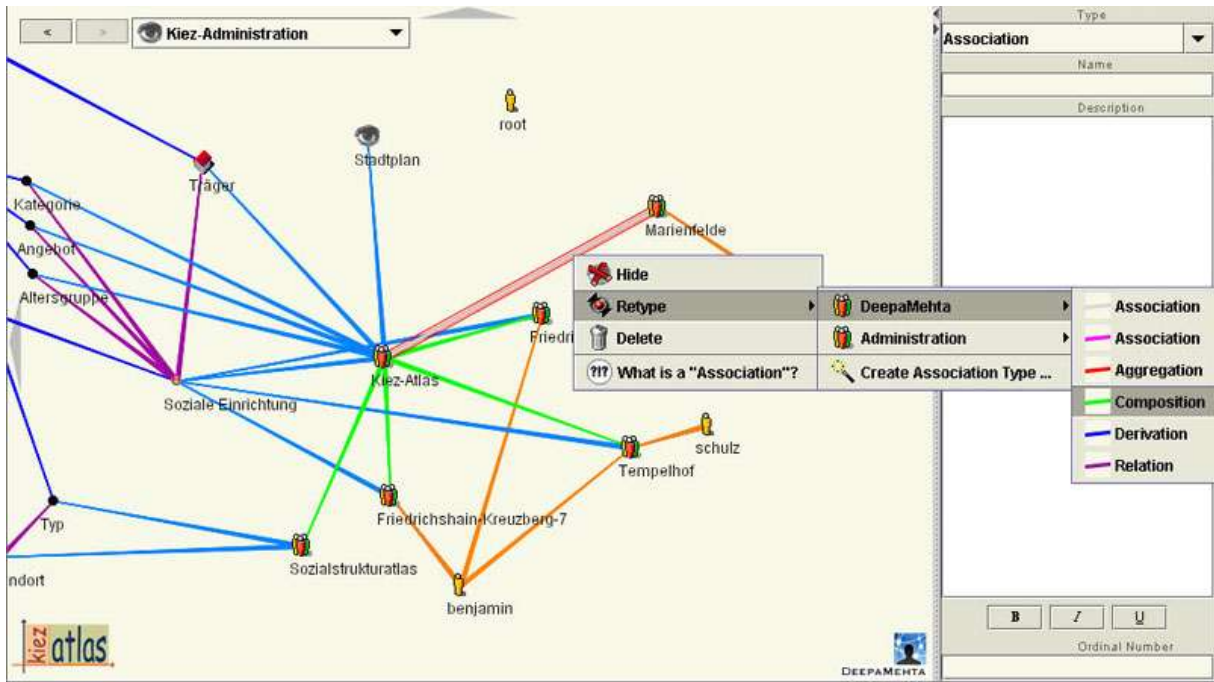 Type
< > Kiez-Administration
Association
Name
Description
root
Stadtplan
Träger
Kategorie
Marienfelde
Angebot
Hide
Altersgruppe
Retype
DeepaMehta
Association
Friedri
Delete
Administration
Association
?!? What is a "Association"?
Create Association Type ...
Aggregation
Kiez-Atlas
Composition
Soziale Einrichtung
Derivation
schulz
Relation
Tempelhof
Friedrichshain-Kreuzberg-7
Typ
Sozialstrukturatlas
ndort
benjamin
B I U
kiez atlas
Ordinal Number
DEEPAMEHTA